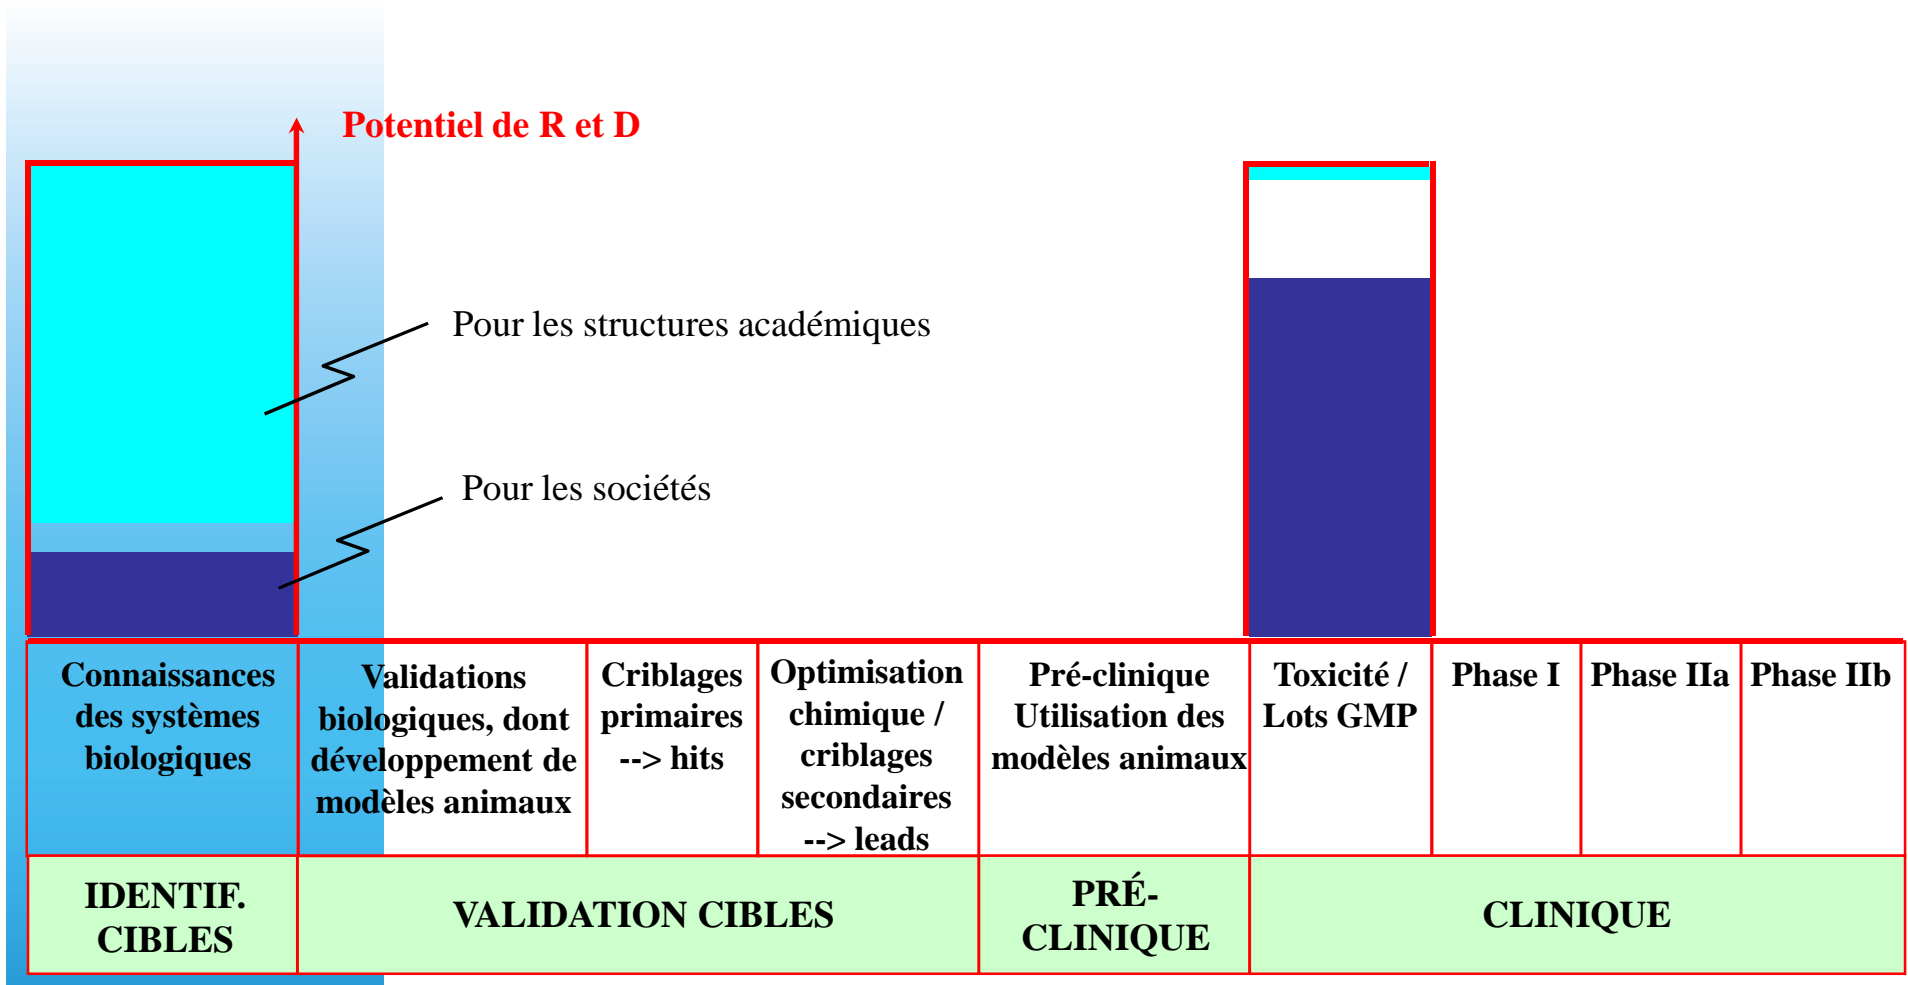 Potentiel de R et D
Pour les structures académiques
Pour les sociétés
Connaissances
des systèmes
biologiques
Validations
biologiques, dont
développement de
modèles animaux
Criblages
primaires
--> hits
Optimisation
chimique /
criblages
secondaires
--> leads
Pré-clinique
Utilisation des
modèles animaux
Toxicité /
Lots GMP
Phase I
Phase IIa
Phase IIb
IDENTIF.
CIBLES
VALIDATION CIBLES
PRÉ-
CLINIQUE
CLINIQUE